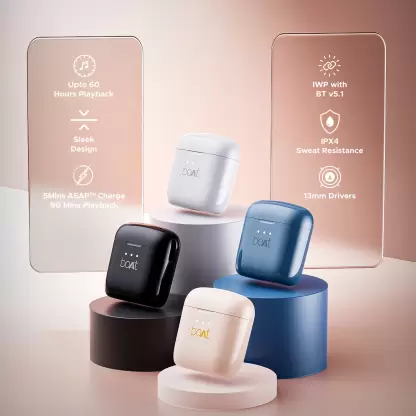 Upto 60
Hours Playback
Sleek
Design
5Mins ASAP™ Charge
90 Mins Playback
IWP with
BT v5.1
IPX4
Sweat Resistance
13mm Drivers
boAt
boAt
boAt
boAt